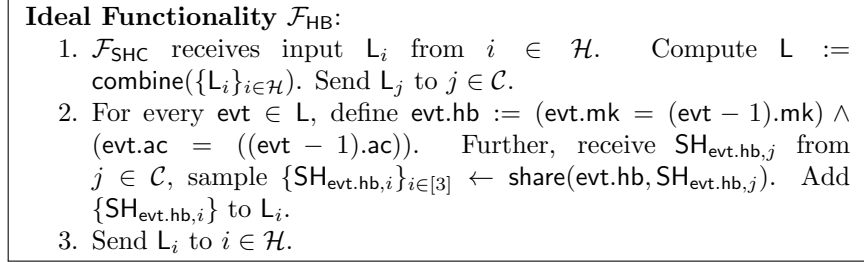 Ideal Functionality F_HB:
1. F_SHC receives input L_i from i ∈ H. Compute L :=
combine({L_i}_{i∈H}). Send L_j to j ∈ C.
2. For every evt ∈ L, define evt.hb := (evt.mk = (evt − 1).mk) ∧
(evt.ac = ((evt − 1).ac)). Further, receive SH_{evt.hb,j} from
j ∈ C, sample {SH_{evt.hb,i}}_{i∈[3]} ← share(evt.hb, SH_{evt.hb,j}). Add
{SH_{evt.hb,i}} to L_i.
3. Send L_i to i ∈ H.